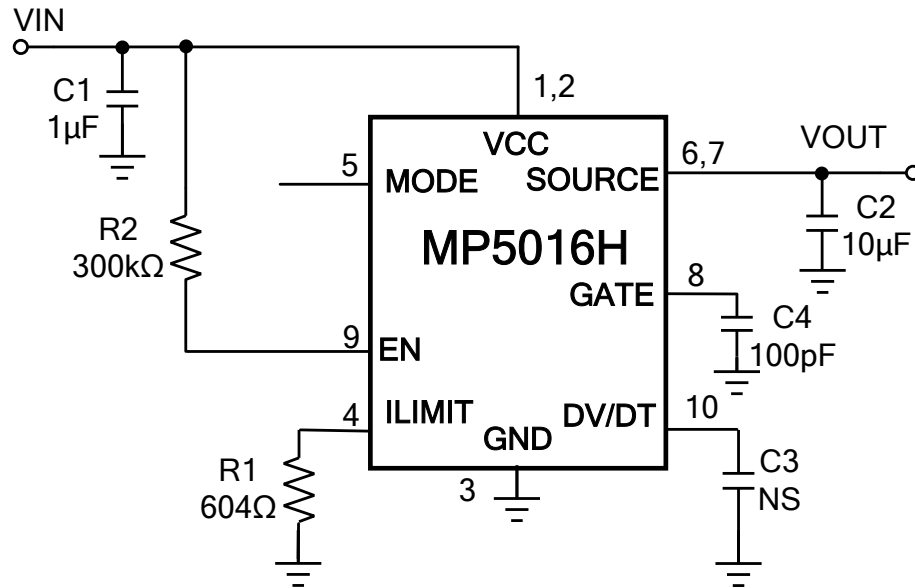 VIN
C1
1µF
1,2
VCC
5
MODE
SOURCE
6,7
VOUT
C2
10µF
R2
300kΩ
MP5016H
GATE
8
C4
100pF
9
EN
4
ILIMIT
GND
DV/DT
10
R1
604Ω
3
C3
NS